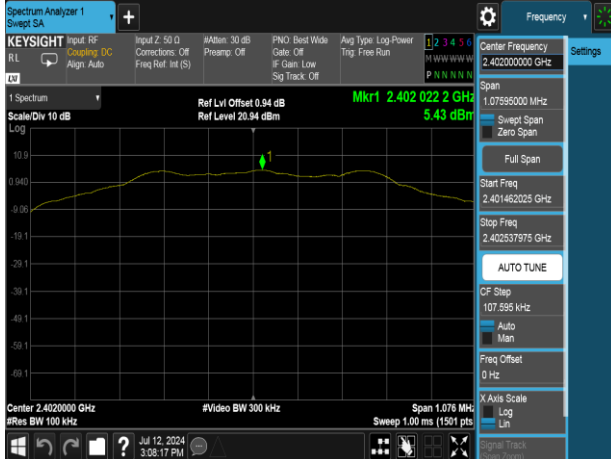 Spectrum Analyzer 1
Swept SA
+
Frequency
KEYSIGHT
RL
LXI
Input: RF
Coupling: DC
Align: Auto
Input Z: 50 Ω
Corrections: Off
Freq Ref: Int (S)
#Atten: 30 dB
Preamp: Off
PNO: Best Wide
Gate: Off
IF Gain: Low
Sig Track: Off
Avg Type: Log-Power
Trig: Free Run
1 2 3 4 5 6
M W W W W W
P N N N N N
1 Spectrum
Scale/Div 10 dB
Log
Ref Lvl Offset 0.94 dB
Ref Level 20.94 dBm
Mkr1 2.402 022 2 GHz
5.43 dBm
1
10.9
0.940
-9.06
-19.1
-29.1
-39.1
-49.1
-59.1
-69.1
Center 2.4020000 GHz
#Res BW 100 kHz
#Video BW 300 kHz
Span 1.076 MHz
Sweep 1.00 ms (1501 pts
?
Jul 12, 2024
3:08:17 PM
Center Frequency
2.402000000 GHz
Settings
Span
1.07595000 MHz
Swept Span
Zero Span
Full Span
Start Freq
2.401462025 GHz
Stop Freq
2.402537975 GHz
AUTO TUNE
CF Step
107.595 kHz
Auto
Man
Freq Offset
0 Hz
X Axis Scale
Log
Lin
Signal Track
(Span Zoom)